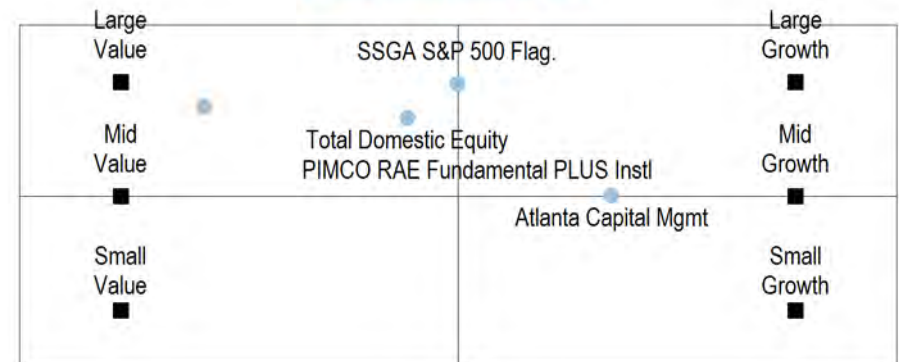 Large
Value
Large
Growth
SSGA S&P 500 Flag.
Mid
Value
Mid
Growth
Total Domestic Equity
PIMCO RAE Fundamental PLUS Instl
Atlanta Capital Mgmt
Small
Value
Small
Growth